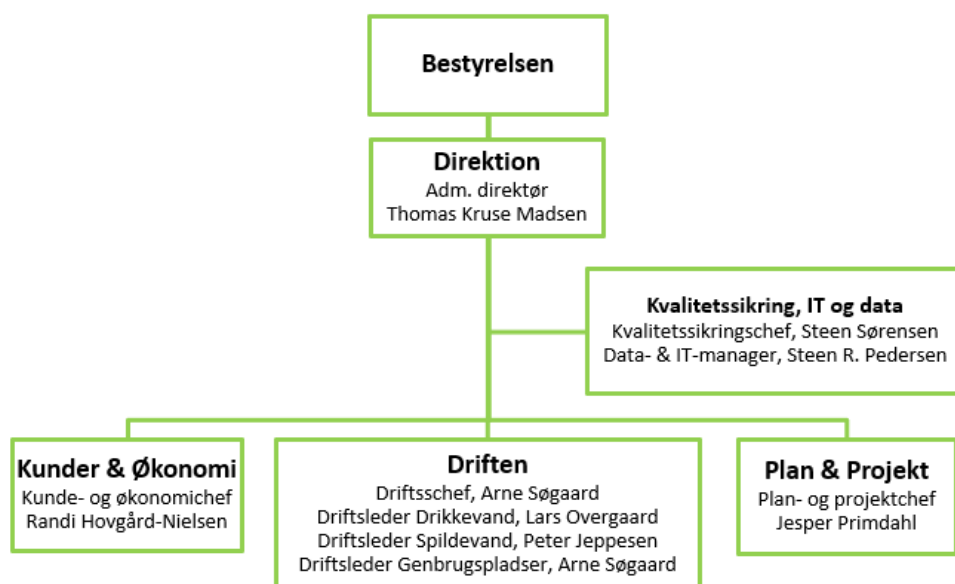 Bestyrelsen
Direktion
Adm. direktør
Thomas Kruse Madsen
Kvalitetssikring, IT og data
Kvalitetssikringschef, Steen Sørensen
Data- & IT-manager, Steen R. Pedersen
Kunder & Økonomi
Kunde- og økonomichef
Randi Hovgård-Nielsen
Driften
Driftsschef, Arne Søgaard
Driftsleder Drikkevand, Lars Overgaard
Driftsleder Spildevand, Peter Jeppesen
Driftsleder Genbrugspladser, Arne Søgaard
Plan & Projekt
Plan- og projektchef
Jesper Primdahl